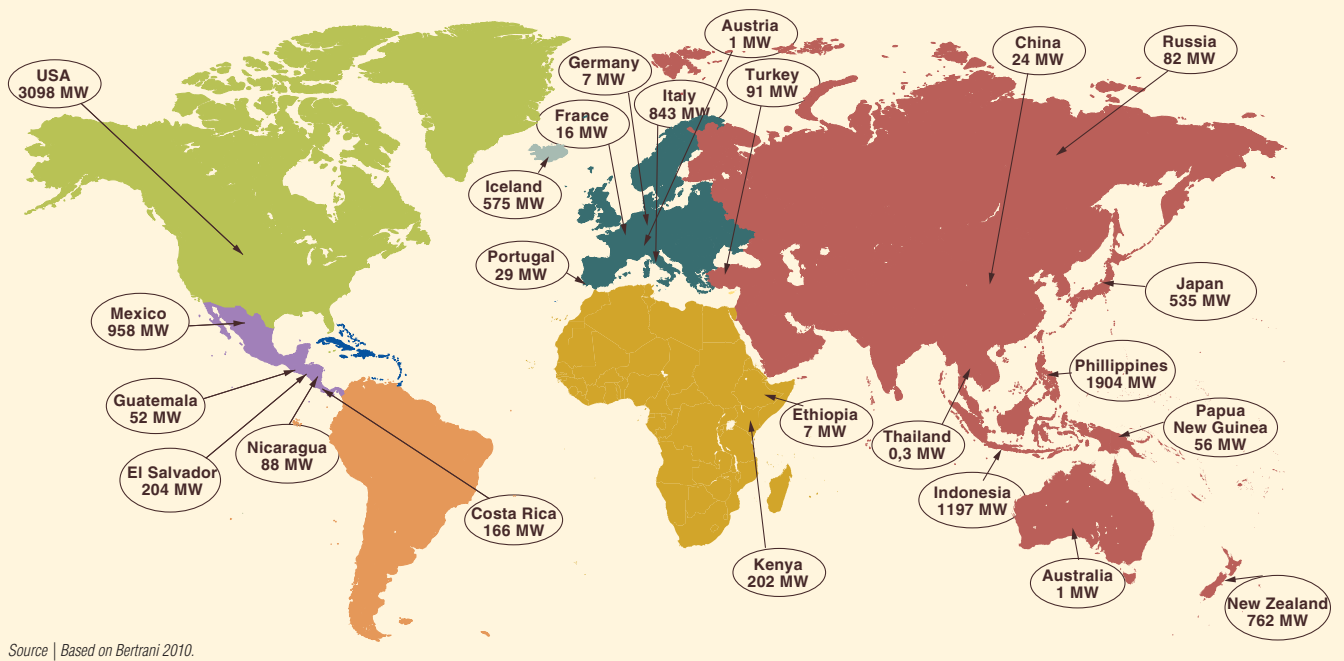 USA
3098 MW
Mexico
958 MW
Guatemala
52 MW
El Salvador
204 MW
Nicaragua
88 MW
Costa Rica
166 MW
Iceland
575 MW
Portugal
29 MW
France
16 MW
Germany
7 MW
Italy
843 MW
Austria
1 MW
Turkey
91 MW
China
24 MW
Russia
82 MW
Japan
535 MW
Phillippines
1904 MW
Papua
New Guinea
56 MW
Ethiopia
7 MW
Thailand
0,3 MW
Indonesia
1197 MW
Kenya
202 MW
Australia
1 MW
New Zealand
762 MW
Source | Based on Bertrani 2010.